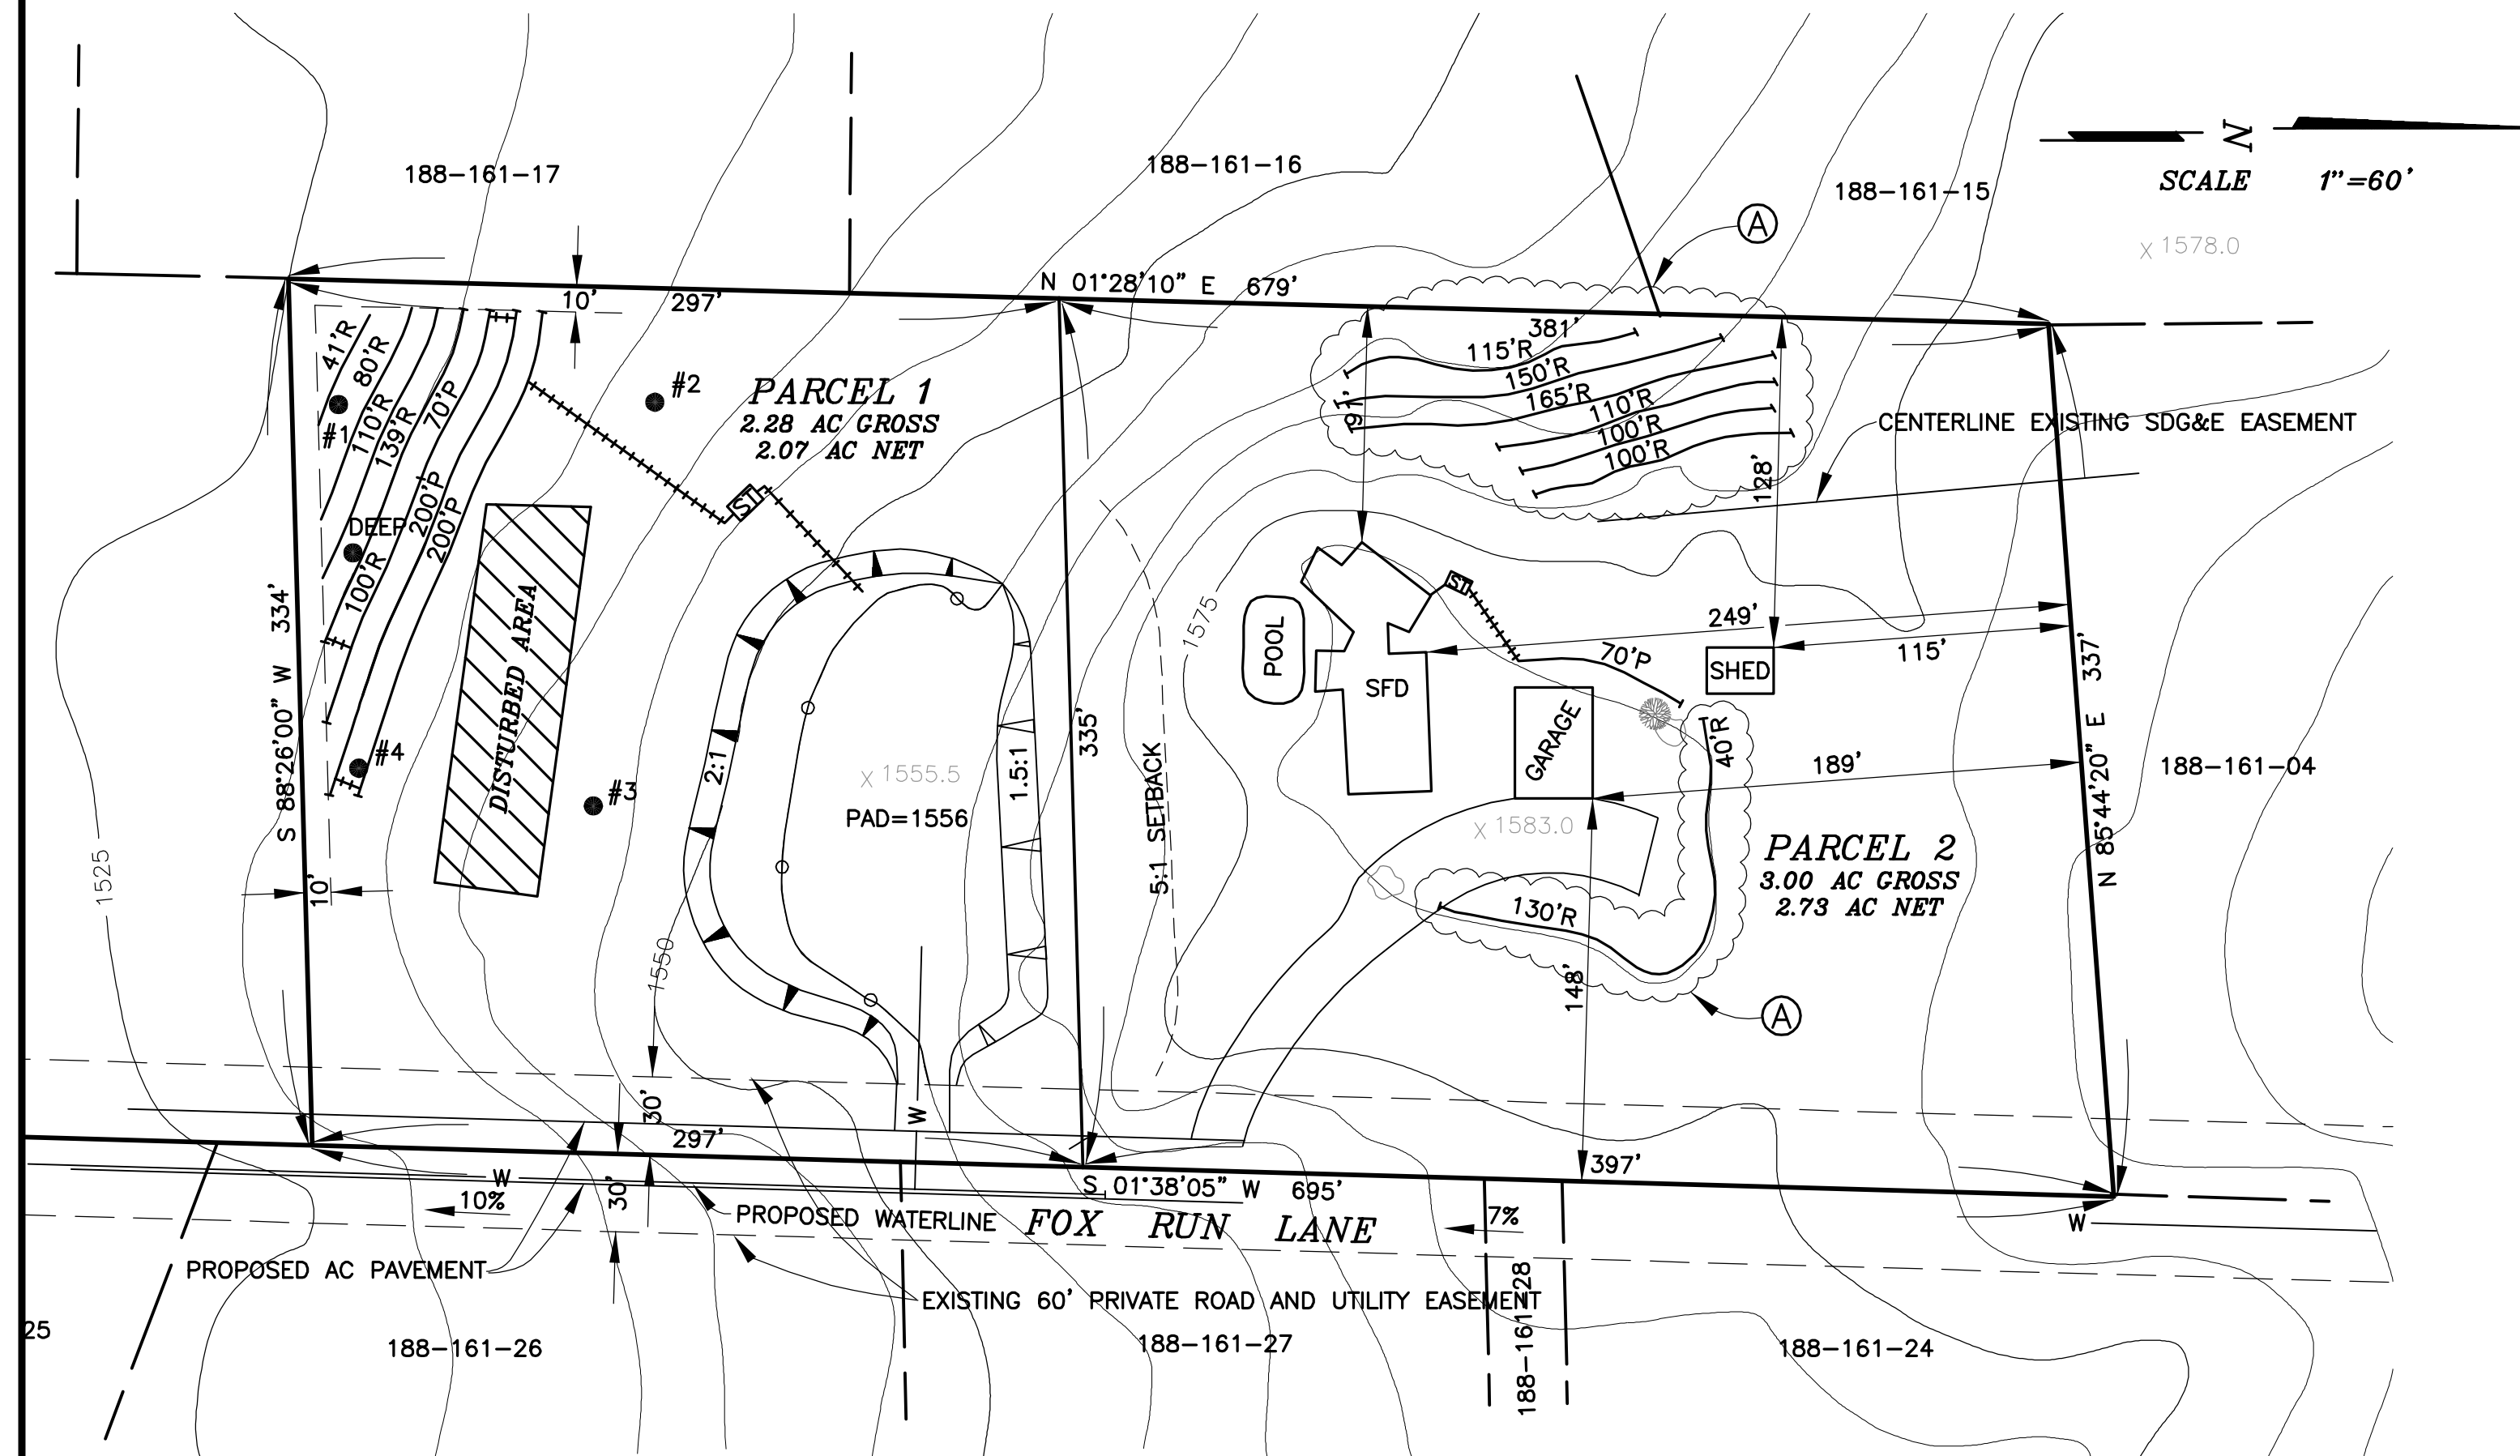 N
SCALE 1"=60'
188-161-17
188-161-16
188-161-15
A
X 1578.0
N 01°28'10" E 679'
10'
297'
381'
41'R
80'R
#1
110'R
139'R
70'P
#2
PARCEL 1
2.28 AC GROSS
2.07 AC NET
97'
115'R
150'R
165'R
110'R
100'R
100'R
128'
CENTERLINE EXISTING SDG&E EASEMENT
DEEP
200'P
200'P
100'R
ST
ST
S 88°26'00" W 334'
DISTURBED AREA
1575
POOL
SFD
249'
115'
70'P
SHED
N 85°44'20" E 337'
GARAGE
40'R
189'
188-161-04
#4
#3
2:1
X 1555.5
PAD=1556
1.5:1
335'
5:1 SETBACK
X 1583.0
PARCEL 2
3.00 AC GROSS
2.73 AC NET
1525
10'
130'R
1550
148'
A
30'
W
297'
397'
W
10%
30'
S 01°38'05" W 695'
PROPOSED WATERLINE
FOX RUN LANE
7%
W
PROPOSED AC PAVEMENT
EXISTING 60' PRIVATE ROAD AND UTILITY EASEMENT
25
188-161-26
188-161-27
188-161-28
188-161-24